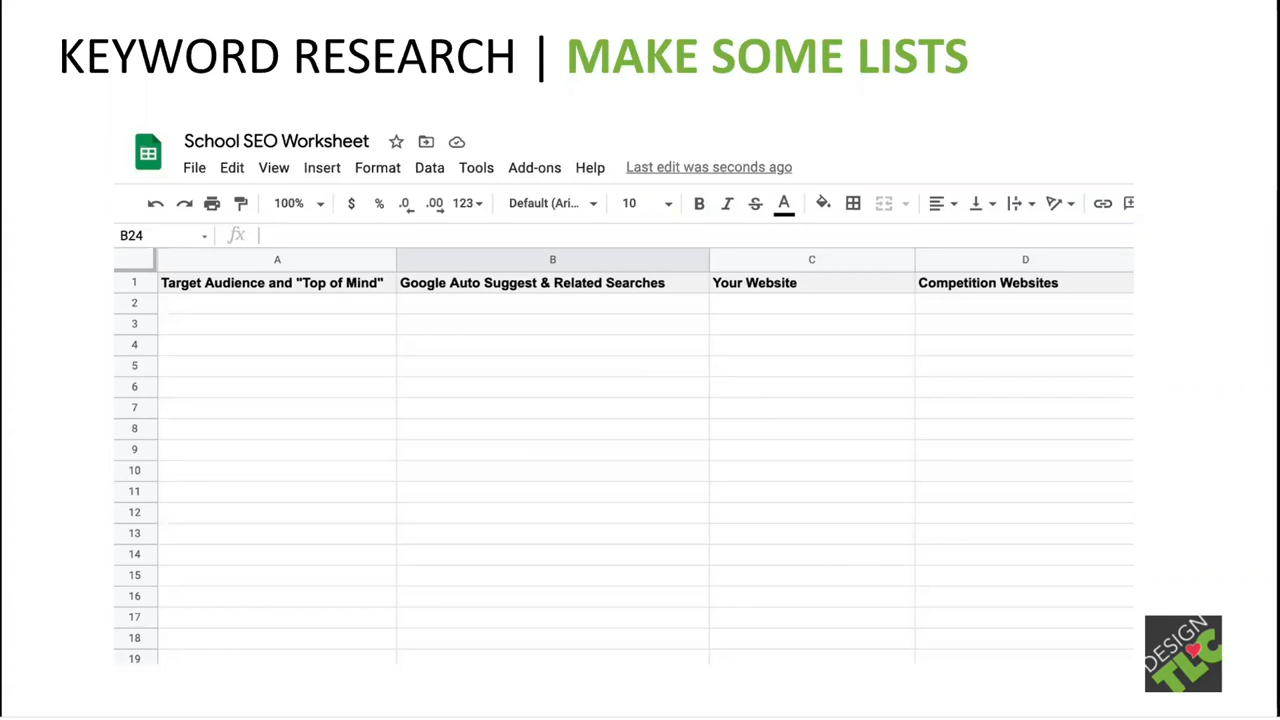 KEYWORD RESEARCH | MAKE SOME LISTS
School SEO Worksheet
File Edit View Insert Format Data Tools Add-ons Help Last edit was seconds ago
100% $ % .0 .00 123 Default (Ari... 10 B I S A
B24 fx
A B C D
1 Target Audience and "Top of Mind" Google Auto Suggest & Related Searches Your Website Competition Websites
2
3
4
5
6
7
8
9
10
11
12
13
14
15
16
17
18
19
DESIGN
TLC